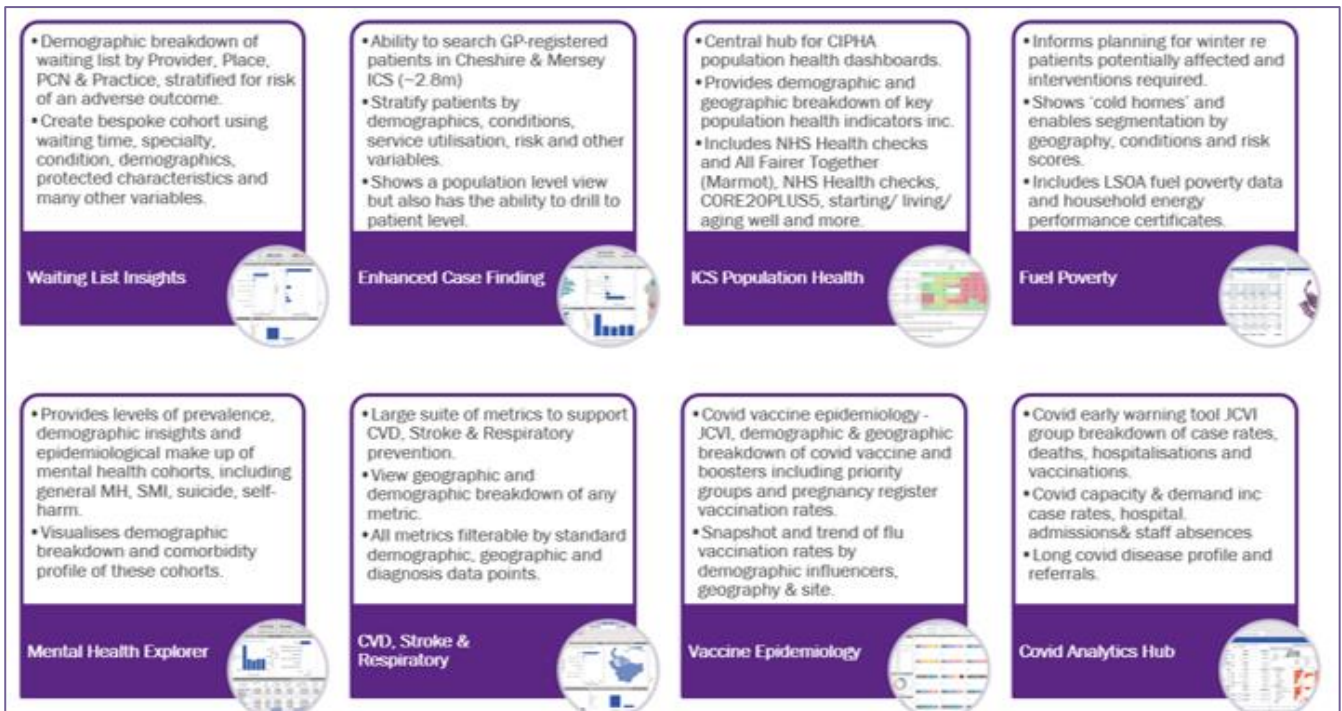 •Demographic breakdown of
waiting list by Provider, Place,
PCN & Practice, stratified for risk
of an adverse outcome.
•Create bespoke cohort using
waiting time, specialty,
condition, demographics,
protected characteristics and
many other variables.
Waiting List Insights
•Ability to search GP-registered
patients in Cheshire & Mersey
ICS (~2.8m)
•Stratify patients by
demographics, conditions,
service utilisation, risk and other
variables.
•Shows a population level view
but also has the ability to drill to
patient level.
Enhanced Case Finding
•Central hub for CIPHA
population health dashboards.
•Provides demographic and
geographic breakdown of key
population health indicators inc.
•Includes NHS Health checks
and All Fairer Together
(Marmot), NHS Health checks,
CORE20PLUS5, starting/ living/
aging well and more.
ICS Population Health
•Informs planning for winter re
patients potentially affected and
interventions required.
•Shows ‘cold homes’ and
enables segmentation by
geography, conditions and risk
scores.
•Includes LSOA fuel poverty data
and household energy
performance certificates.
Fuel Poverty
•Provides levels of prevalence,
demographic insights and
epidemiological make up of
mental health cohorts, including
general MH, SMI, suicide, self-
harm.
•Visualises demographic
breakdown and comorbidity
profile of these cohorts.
Mental Health Explorer
•Large suite of metrics to support
CVD, Stroke & Respiratory
prevention.
•View geographic and
demographic breakdown of any
metric.
•All metrics filterable by standard
demographic, geographic and
diagnosis data points.
CVD, Stroke &
Respiratory
•Covid vaccine epidemiology -
JCVI, demographic & geographic
breakdown of covid vaccine and
boosters including priority
groups and pregnancy register
vaccination rates.
•Snapshot and trend of flu
vaccination rates by
demographic influencers,
geography & site.
Vaccine Epidemiology
•Covid early warning tool JCVI
group breakdown of case rates,
deaths, hospitalisations and
vaccinations.
•Covid capacity & demand inc
case rates, hospital.
admissions& staff absences
•Long covid disease profile and
referrals.
Covid Analytics Hub